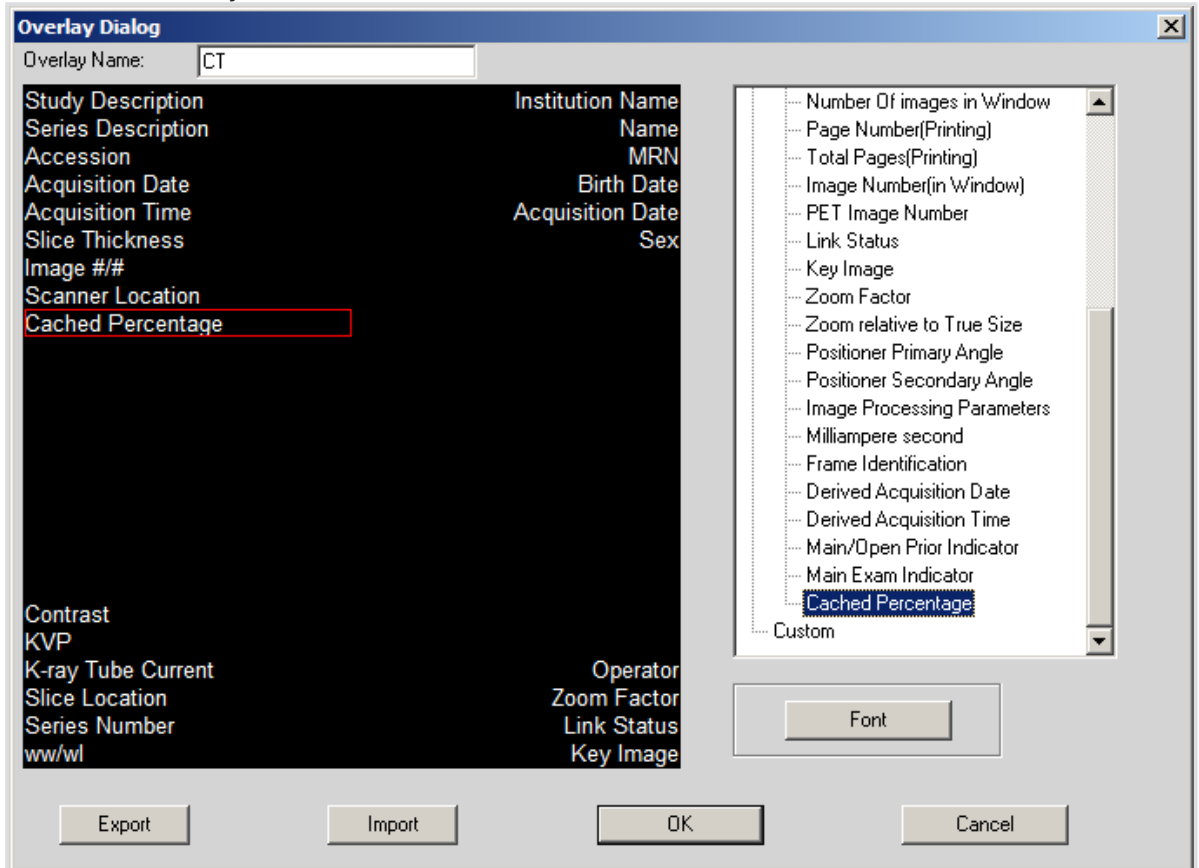 Overlay Dialog
Overlay Name: CT
Study Description Institution Name
Series Description Name
Accession MRN
Acquisition Date Birth Date
Acquisition Time Acquisition Date
Slice Thickness Sex
Image #/#
Scanner Location
Cached Percentage
Contrast
KVP
K-ray Tube Current Operator
Slice Location Zoom Factor
Series Number Link Status
ww/wl Key Image
Number Of images in Window
Page Number(Printing)
Total Pages(Printing)
Image Number(in Window)
PET Image Number
Link Status
Key Image
Zoom Factor
Zoom relative to True Size
Positioner Primary Angle
Positioner Secondary Angle
Image Processing Parameters
Milliampere second
Frame Identification
Derived Acquisition Date
Derived Acquisition Time
Main/Open Prior Indicator
Main Exam Indicator
Cached Percentage
Custom
Font
Export Import OK Cancel